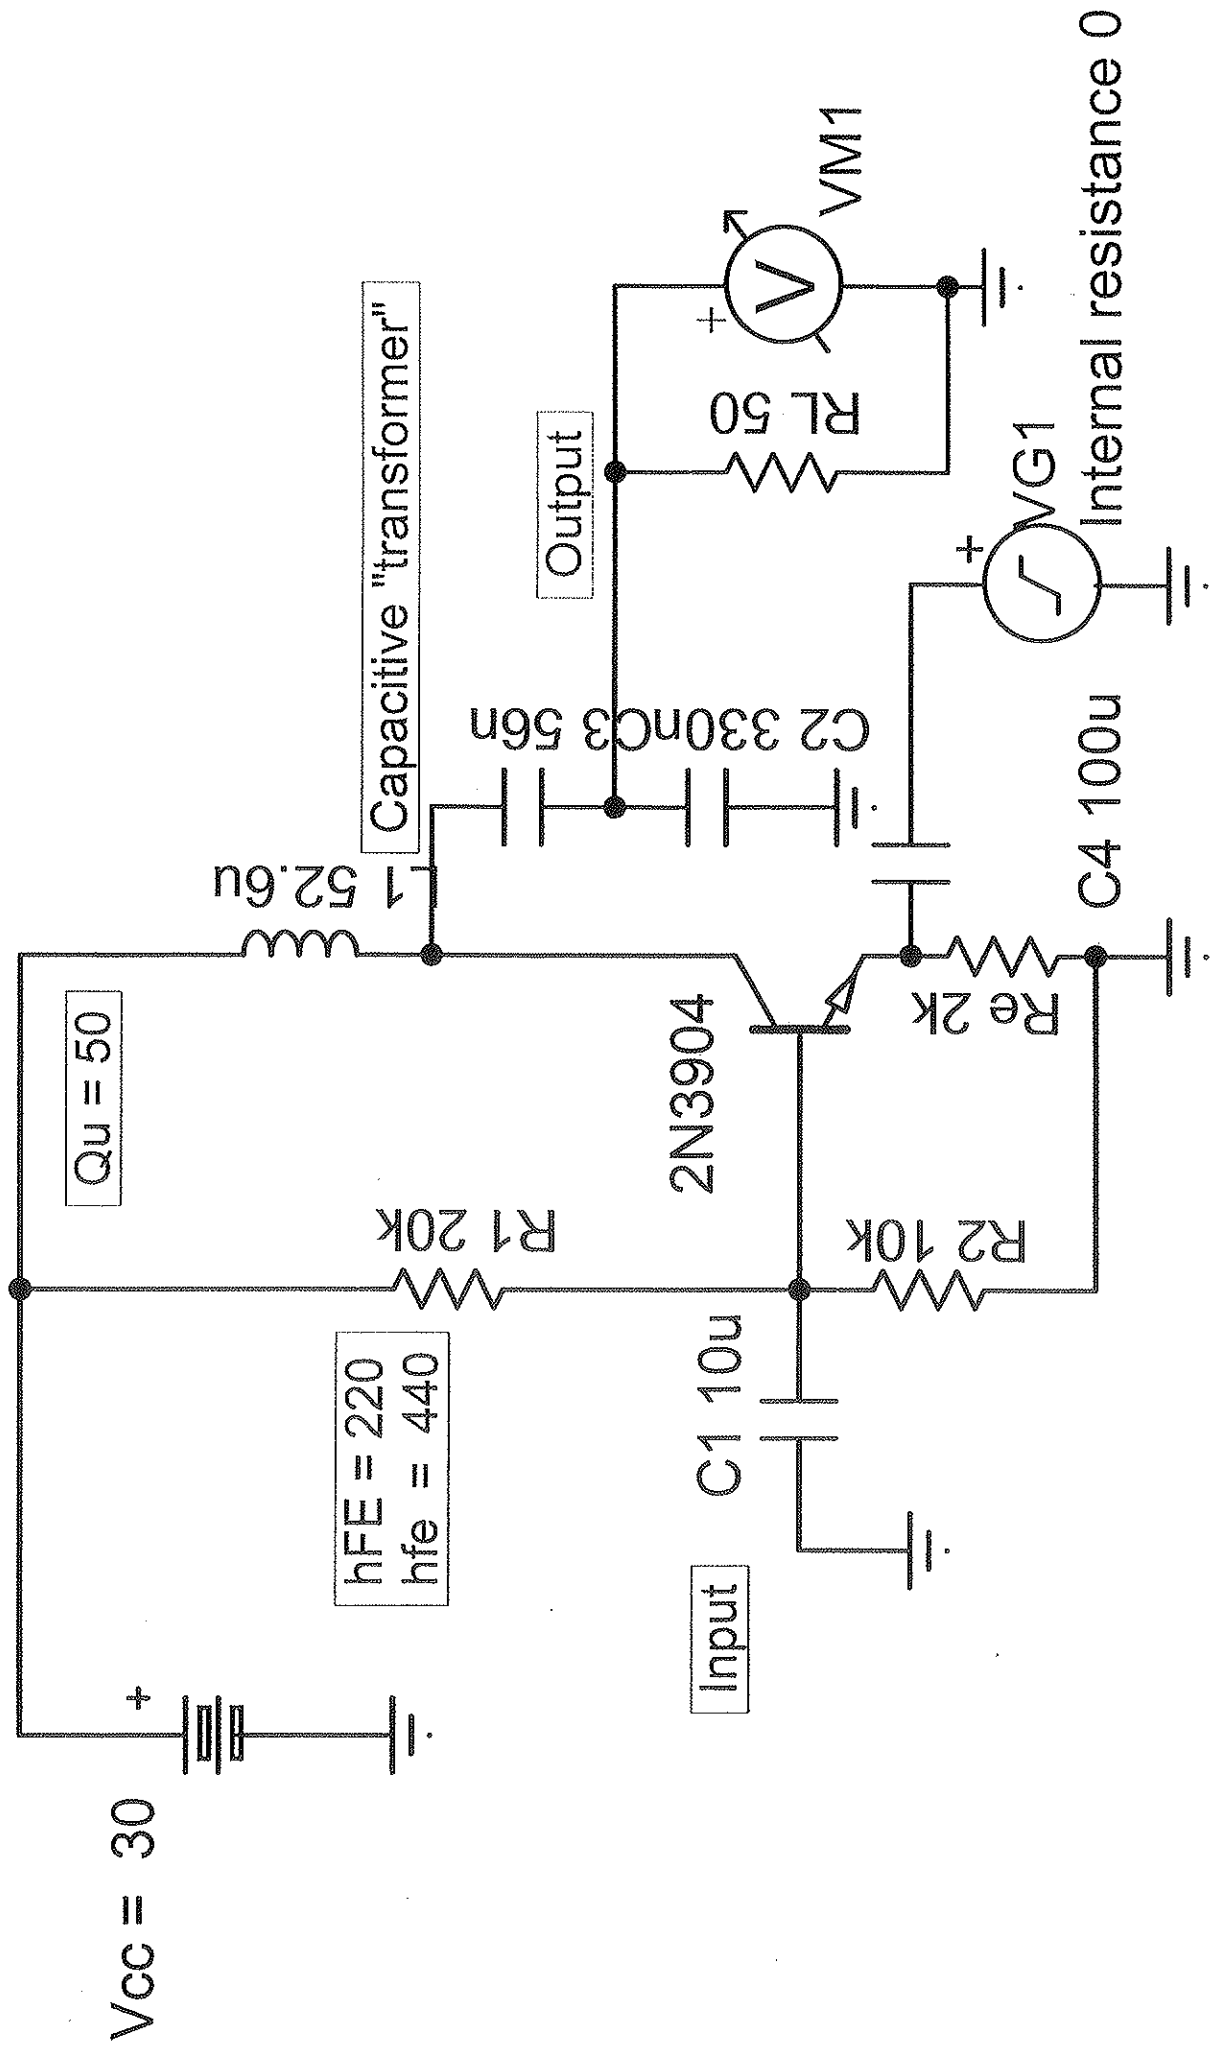 Vcc = 30
+
Qu = 50
L1 52.6u
Capacitive "transformer"
hFE = 220
hfe = 440
R1 20k
C3 56n
Output
C2 330n
RL 50
+
VM1
V
2N3904
Input
C1 10u
R2 10k
Re 2k
C4 100u
+
VG1
Internal resistance 0